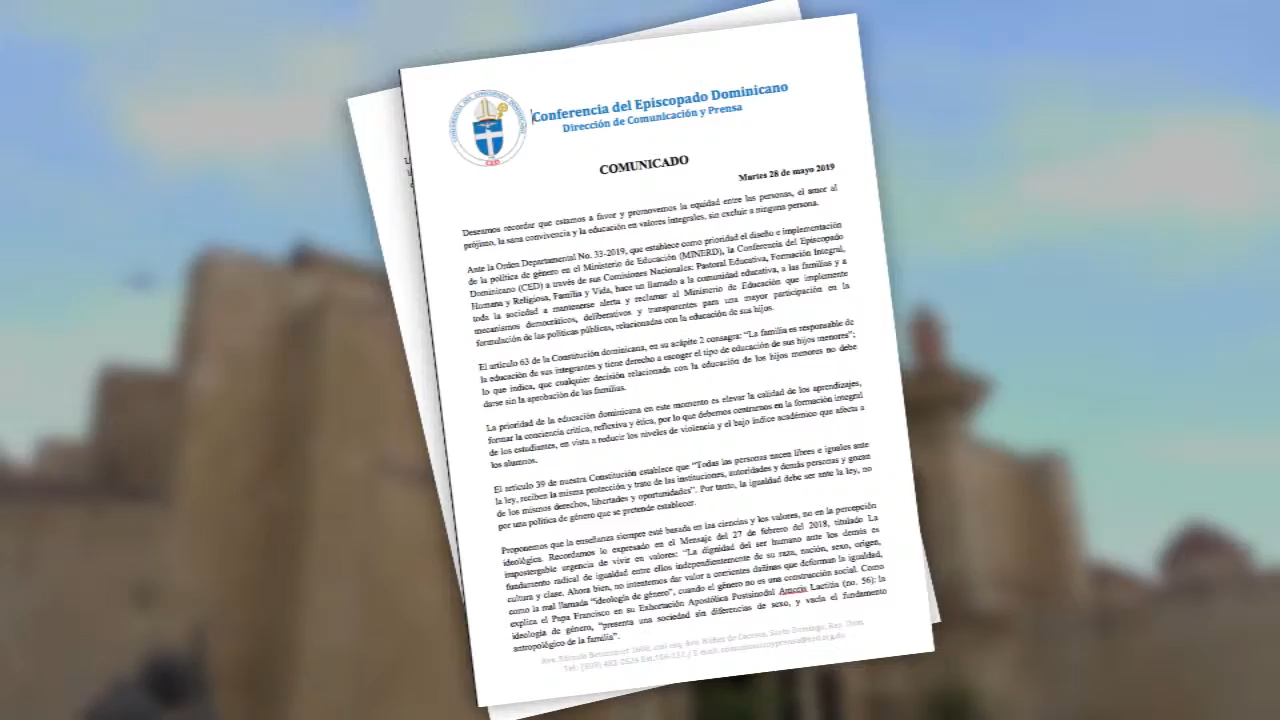 Conferencia del Episcopado Dominicano
Dirección de Comunicación y Prensa
CED
COMUNICADO
Martes 28 de mayo 2019
Deseamos recordar que estamos a favor y promovemos la equidad entre las personas, el amor al
prójimo, la sana convivencia y la educación en valores integrales, sin excluir a ninguna persona.
Ante la Orden Departamental No. 33-2019, que establece como prioridad el diseño e implementación
de la política de género en el Ministerio de Educación (MINERD), la Conferencia del Episcopado
Dominicano (CED) a través de sus Comisiones Nacionales: Pastoral Educativa, Formación Integral,
Humana y Religiosa, Familia y Vida, hace un llamado a la comunidad educativa, a las familias y a
toda la sociedad a mantenerse alerta y reclamar al Ministerio de Educación que implemente
mecanismos democráticos, deliberativos y transparentes para una mayor participación en la
formulación de las políticas públicas, relacionadas con la educación de sus hijos.
El artículo 63 de la Constitución dominicana, en su acápite 2 consagra: “La familia es responsable de
la educación de sus integrantes y tiene derecho a escoger el tipo de educación de sus hijos menores”;
lo que indica, que cualquier decisión relacionada con la educación de los hijos menores no debe
darse sin la aprobación de las familias.
La prioridad de la educación dominicana en este momento es elevar la calidad de los aprendizajes,
formar la conciencia crítica, reflexiva y ética, por lo que debemos centrarnos en la formación integral
de los estudiantes, en vista a reducir los niveles de violencia y el bajo índice académico que afecta a
los alumnos.
El artículo 39 de nuestra Constitución establece que “Todas las personas nacen libres e iguales ante
la ley, reciben la misma protección y trato de las instituciones, autoridades y demás personas y gozan
de los mismos derechos, libertades y oportunidades”. Por tanto, la igualdad debe ser ante la ley, no
por una política de género que se pretende establecer.
Proponemos que la enseñanza siempre esté basada en las ciencias y los valores, no en la percepción
ideológica. Recordamos lo expresado en el Mensaje del 27 de febrero del 2018, titulado La
impostergable urgencia de vivir en valores: “La dignidad del ser humano ante los demás es
fundamento radical de igualdad entre ellos independientemente de su raza, nación, sexo, origen,
cultura y clase. Ahora bien, no intentemos dar valor a corrientes dañinas que deforman la igualdad,
como la mal llamada “ideología de género”, cuando el género no es una construcción social. Como
explica el Papa Francisco en su Exhortación Apostólica Postsinodal Amoris Laetitia (no. 56): la
ideología de género, “presenta una sociedad sin diferencias de sexo, y vacía el fundamento
antropológico de la familia”.